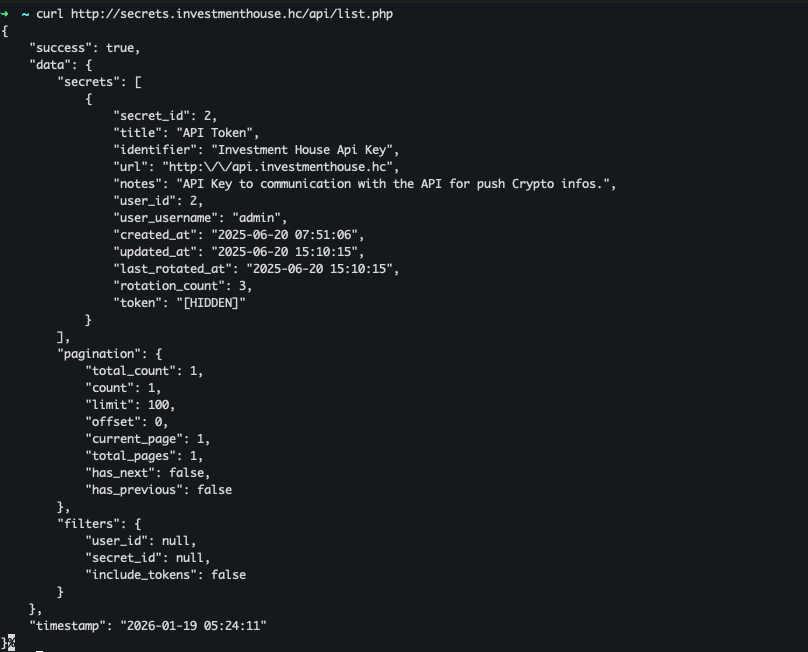 → ~ curl http://secrets.investmenthouse.hc/api/list.php
{
    "success": true,
    "data": {
        "secrets": [
            {
                "secret_id": 2,
                "title": "API Token",
                "identifier": "Investment House Api Key",
                "url": "http:\/\/api.investmenthouse.hc",
                "notes": "API Key to communication with the API for push Crypto infos.",
                "user_id": 2,
                "user_username": "admin",
                "created_at": "2025-06-20 07:51:06",
                "updated_at": "2025-06-20 15:10:15",
                "last_rotated_at": "2025-06-20 15:10:15",
                "rotation_count": 3,
                "token": "[HIDDEN]"
            }
        ],
        "pagination": {
            "total_count": 1,
            "count": 1,
            "limit": 100,
            "offset": 0,
            "current_page": 1,
            "total_pages": 1,
            "has_next": false,
            "has_previous": false
        },
        "filters": {
            "user_id": null,
            "secret_id": null,
            "include_tokens": false
        }
    },
    "timestamp": "2026-01-19 05:24:11"
}%